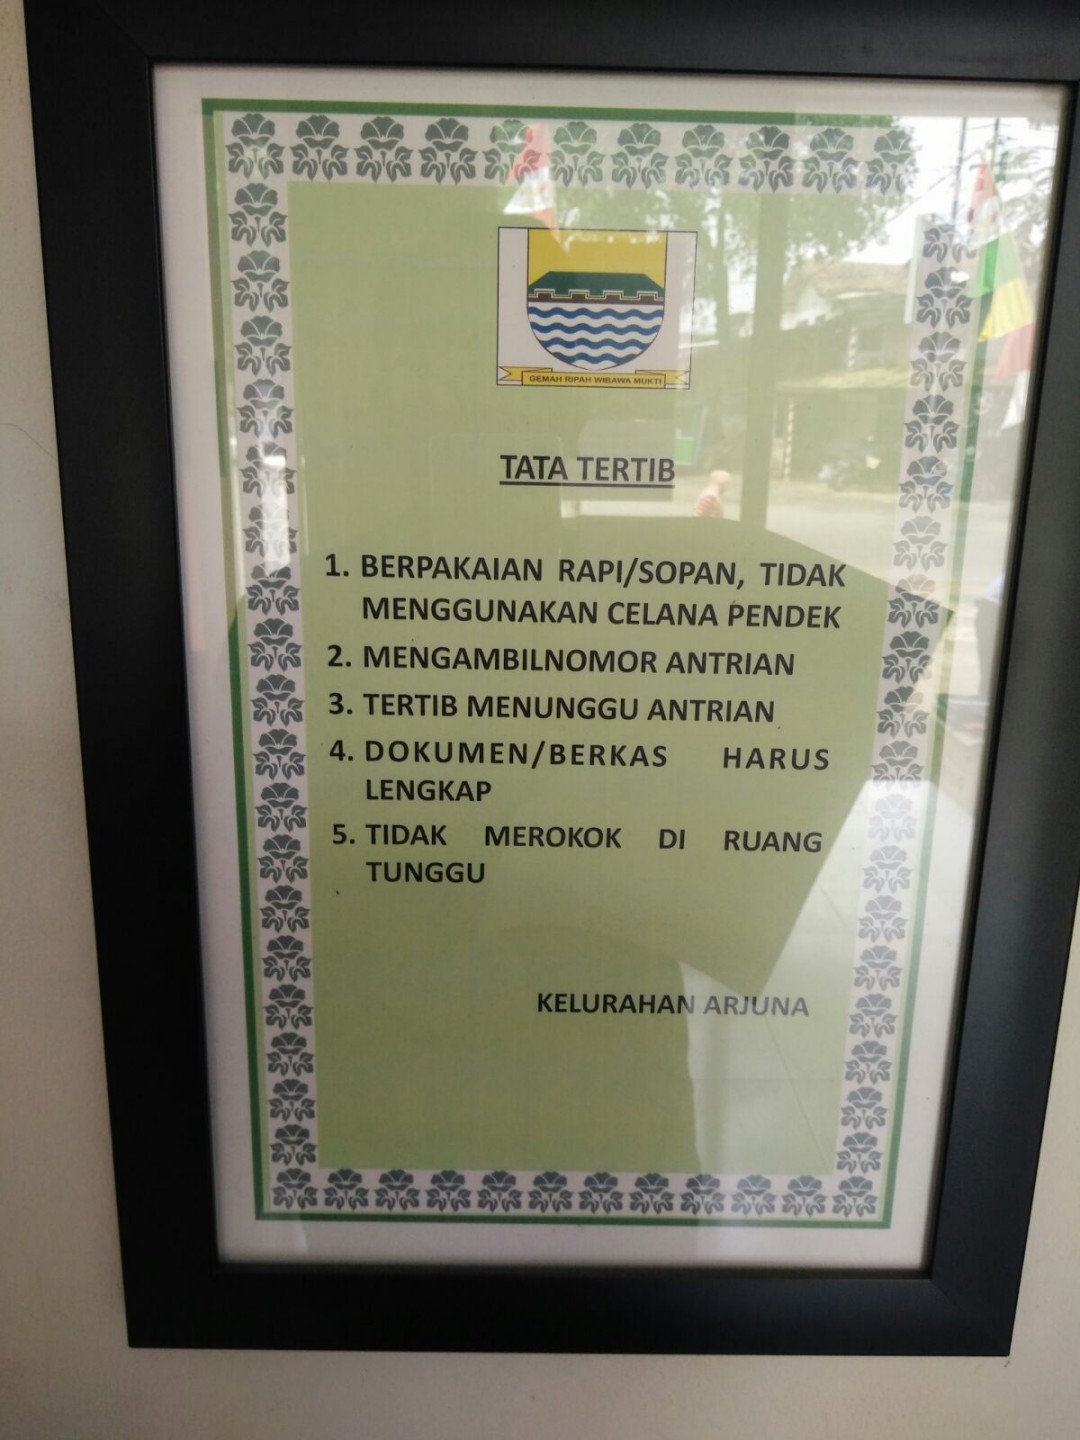 GEMAH RIPAH WIBAWA MUKTI
TATA TERTIB
1. BERPAKAIAN RAPI/SOPAN, TIDAK
MENGGUNAKAN CELANA PENDEK
2. MENGAMBILNOMOR ANTRIAN
3. TERTIB MENUNGGU ANTRIAN
4. DOKUMEN/BERKAS HARUS
LENGKAP
5. TIDAK MEROKOK DI RUANG
TUNGGU
KELURAHAN ARJUNA